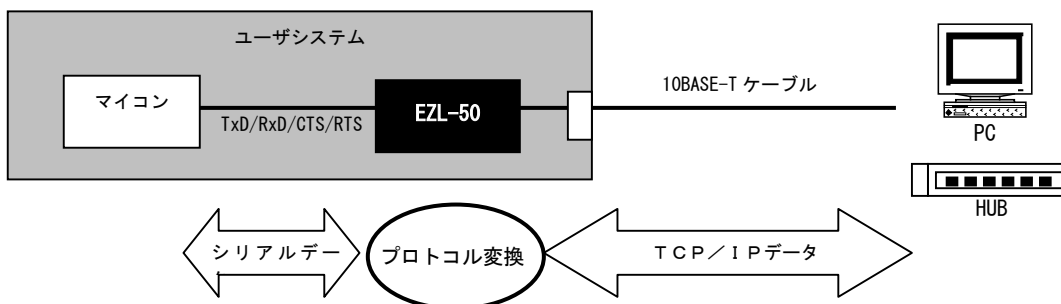 ユーザシステム
マイコン
TxD/RxD/CTS/RTS
EZL-50
10BASE-T ケーブル
PC
HUB
シリアルデー
プロトコル変換
ＴＣＰ／ＩＰデータ